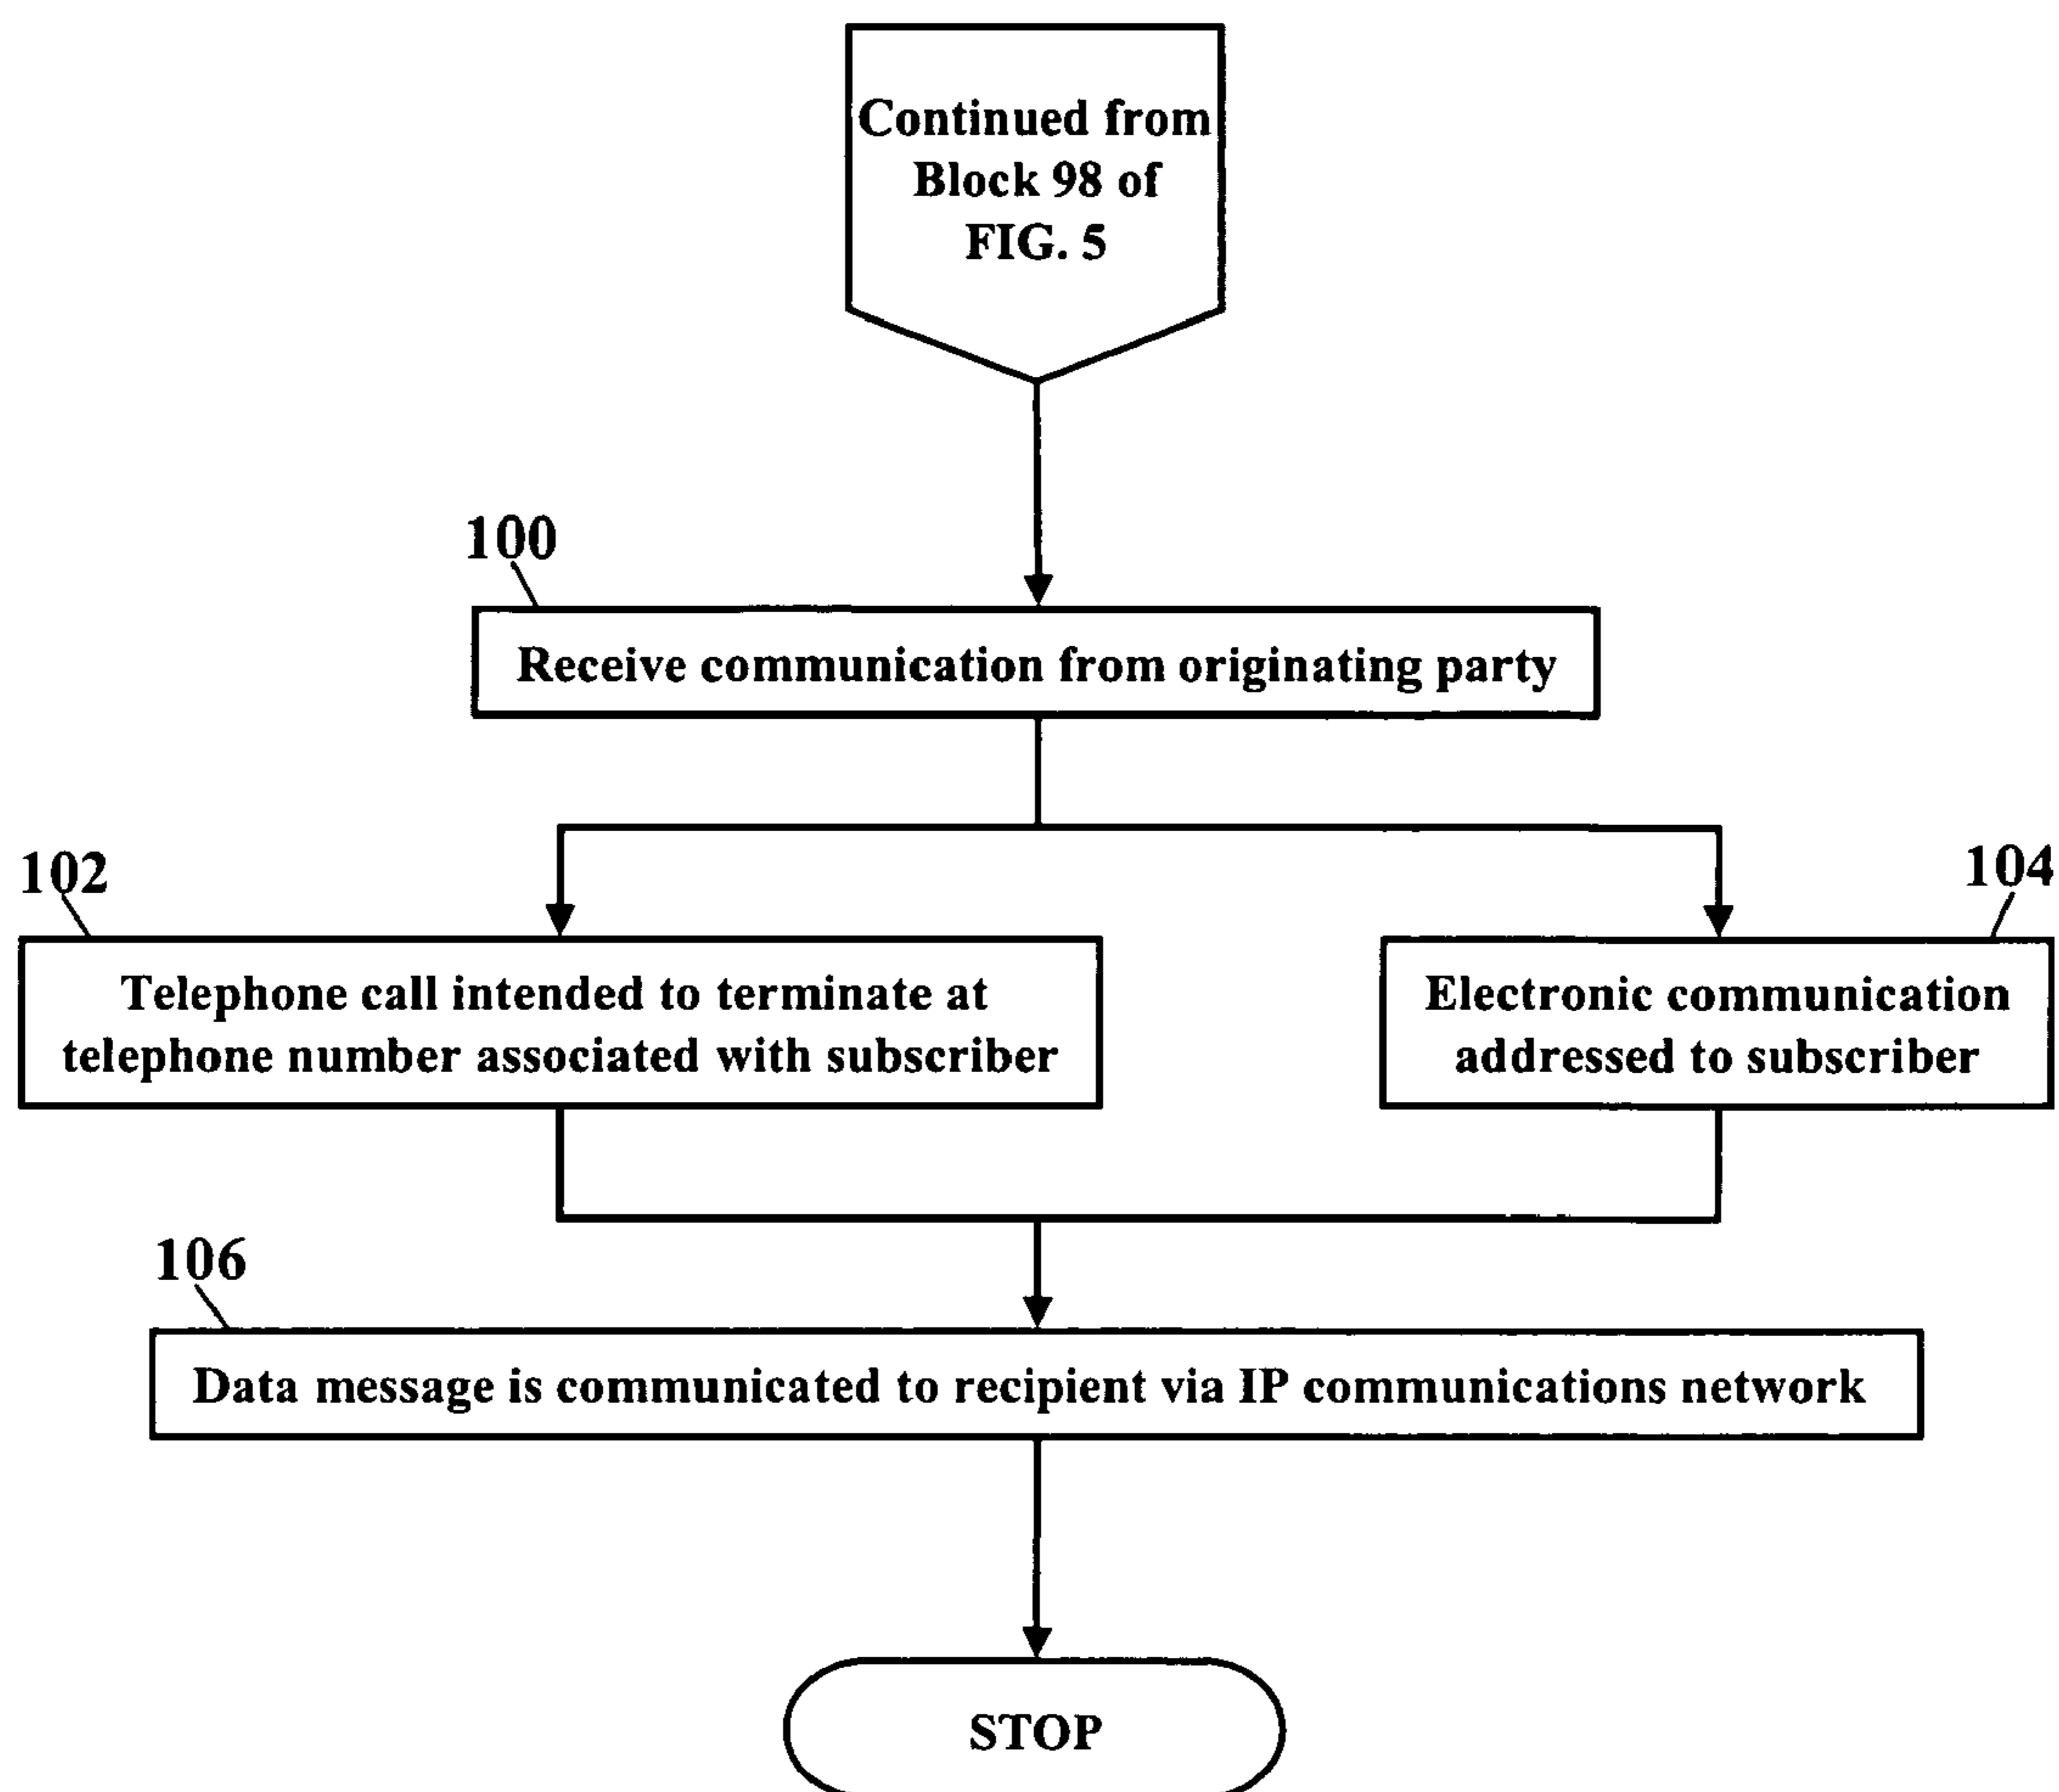 Continued from
Block 98 of
FIG. 5
100
Receive communication from originating party
102
104
Telephone call intended to terminate at
telephone number associated with subscriber
Electronic communication
addressed to subscriber
106
Data message is communicated to recipient via IP communications network
STOP